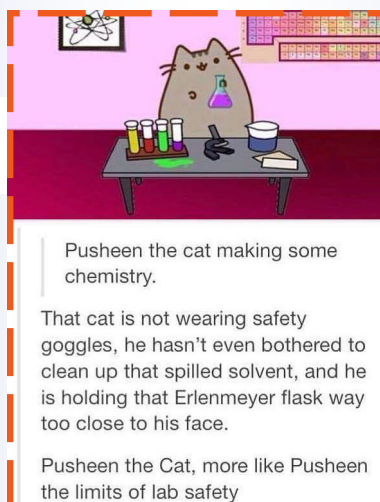 Pusheen the cat making some
chemistry.
That cat is not wearing safety
goggles, he hasn’t even bothered to
clean up that spilled solvent, and he
is holding that Erlenmeyer flask way
too close to his face.
Pusheen the Cat, more like Pusheen
the limits of lab safety